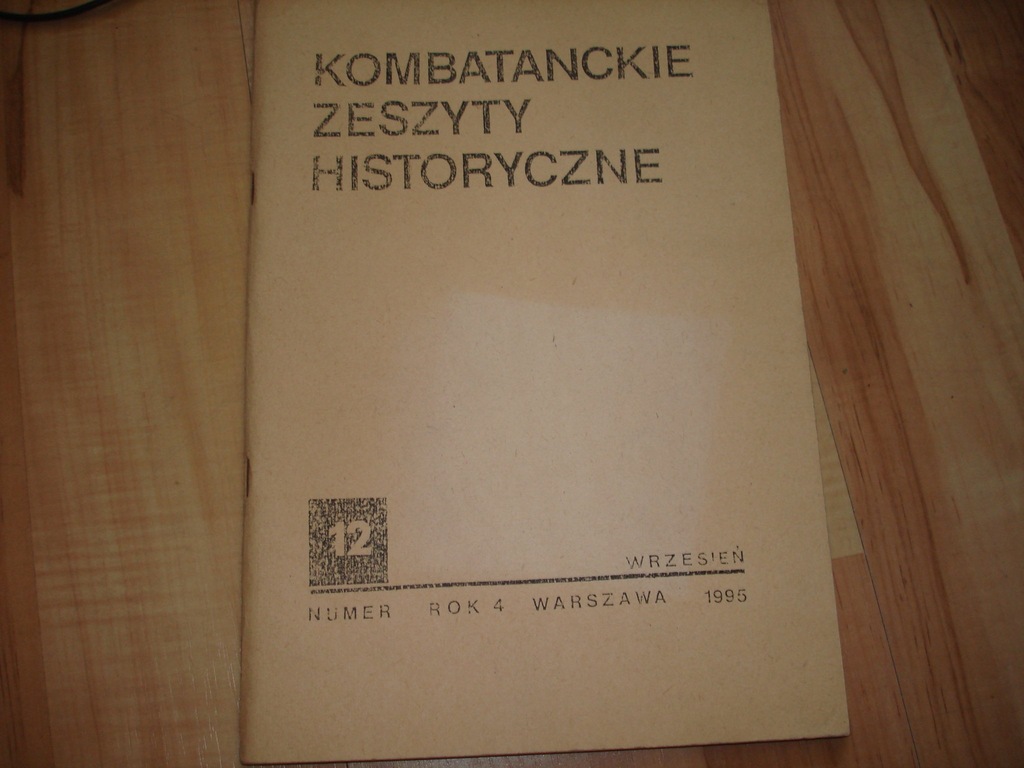 KOMBATANCKIE
ZESZYTY
HISTORYCZNE
12
WRZESIEŃ
NUMER ROK 4 WARSZAWA 1995